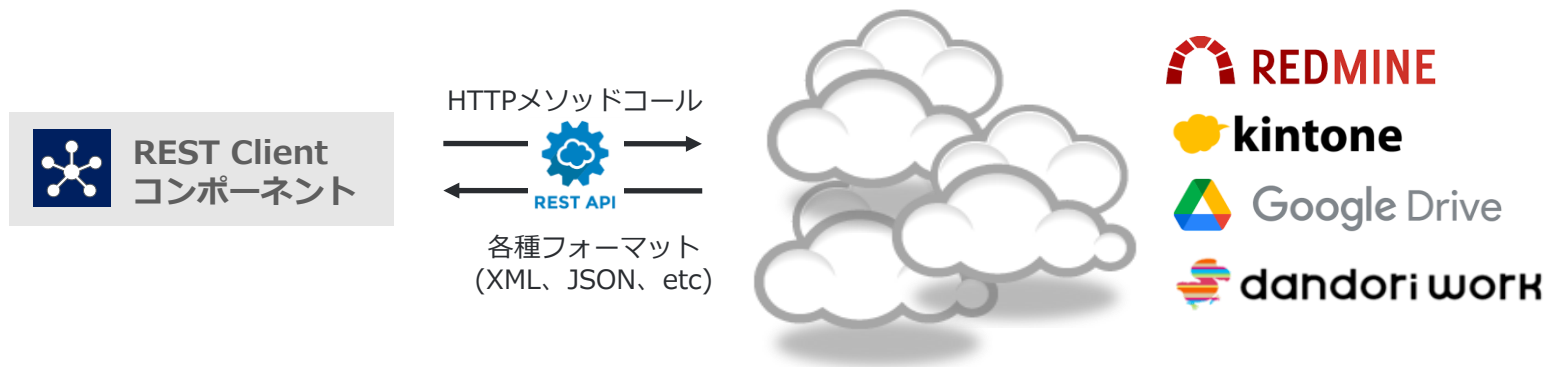 REST Client
コンポーネント
HTTPメソッドコール
REST API
各種フォーマット
(XML、JSON、etc)
REDMINE
kintone
Google Drive
dandori work